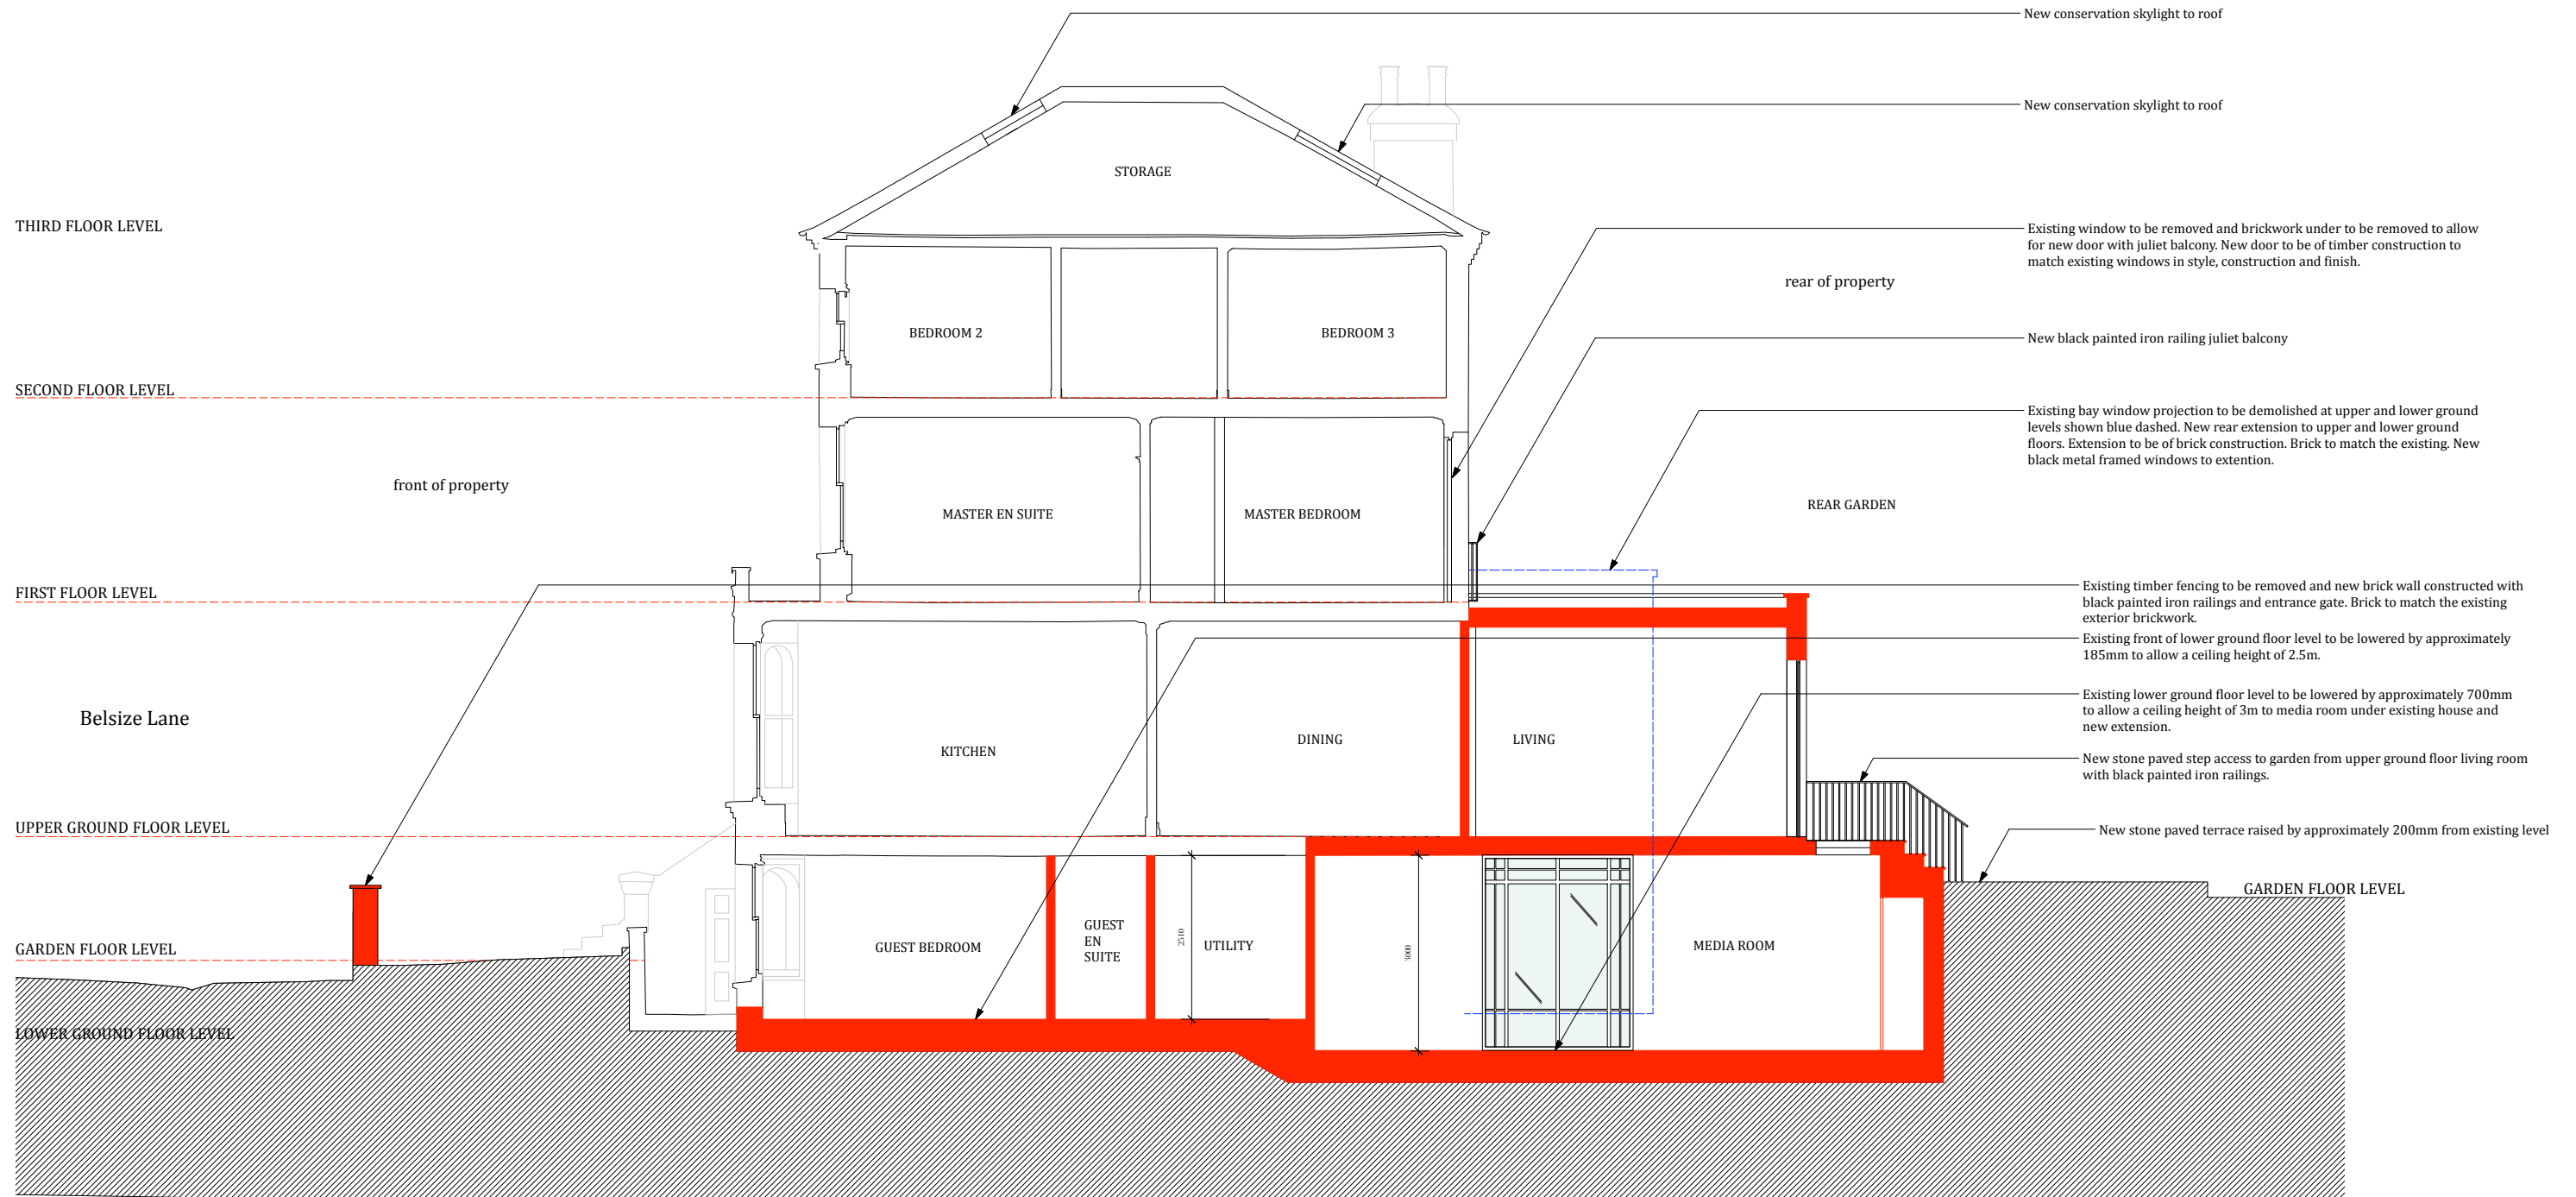 New conservation skylight to roof
New conservation skylight to roof
STORAGE
THIRD FLOOR LEVEL
Existing window to be removed and brickwork under to be removed to allow
for new door with juliet balcony. New door to be of timber construction to
match existing windows in style, construction and finish.
rear of property
BEDROOM 2
BEDROOM 3
New black painted iron railing juliet balcony
SECOND FLOOR LEVEL
Existing bay window projection to be demolished at upper and lower ground
levels shown blue dashed. New rear extension to upper and lower ground
floors. Extension to be of brick construction. Brick to match the existing. New
black metal framed windows to extention.
front of property
MASTER EN SUITE
MASTER BEDROOM
REAR GARDEN
FIRST FLOOR LEVEL
Existing timber fencing to be removed and new brick wall constructed with
black painted iron railings and entrance gate. Brick to match the existing
exterior brickwork.
Existing front of lower ground floor level to be lowered by approximately
185mm to allow a ceiling height of 2.5m.
Existing lower ground floor level to be lowered by approximately 700mm
to allow a ceiling height of 3m to media room under existing house and
new extension.
Belsize Lane
KITCHEN
DINING
LIVING
New stone paved step access to garden from upper ground floor living room
with black painted iron railings.
UPPER GROUND FLOOR LEVEL
New stone paved terrace raised by approximately 200mm from existing level
GARDEN FLOOR LEVEL
GARDEN FLOOR LEVEL
GUEST BEDROOM
GUEST
EN
SUITE
2510
UTILITY
3000
MEDIA ROOM
LOWER GROUND FLOOR LEVEL